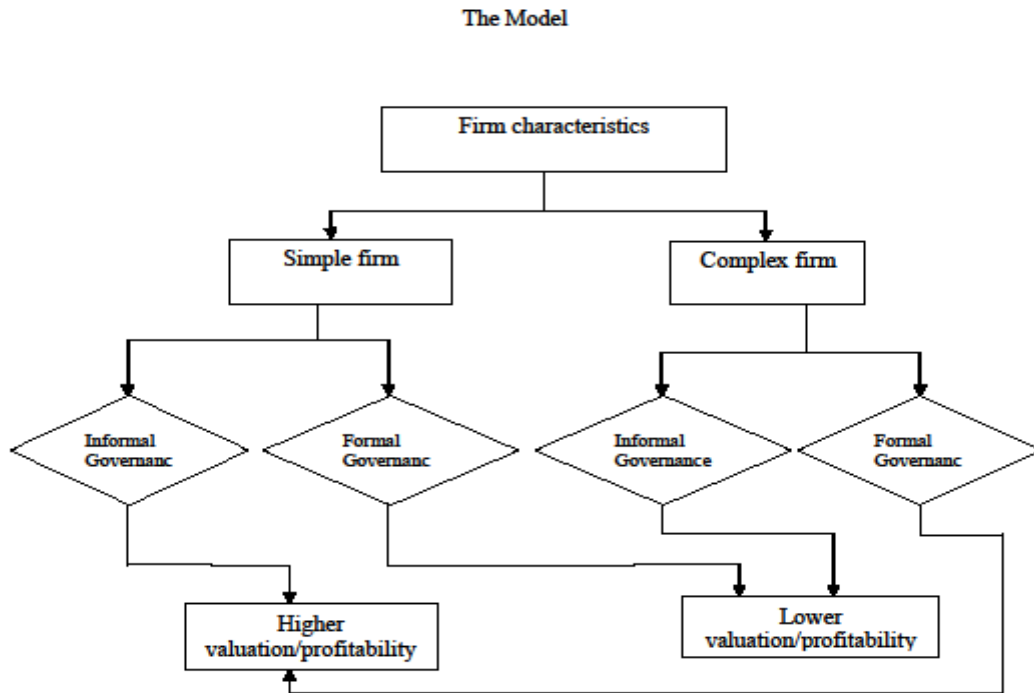 The Model
Firm characteristics
Simple firm
Complex firm
Informal
Governanc
Formal
Governanc
Informal
Governance
Formal
Governanc
Higher
valuation/profitability
Lower
valuation/profitability